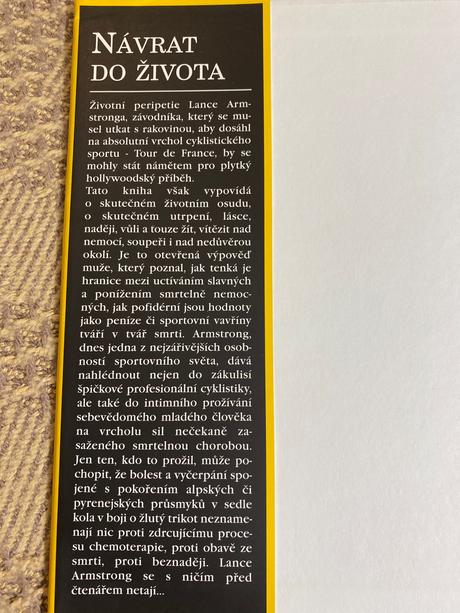 NÁVRAT
DO ŽIVOTA
Životní peripetie Lance Arm-
stronga, závodníka, který se mu-
sel utkat s rakovinou, aby dosáhl
na absolutní vrchol cyklistického
sportu - Tour de France, by se
mohly stát námětem pro plytký
hollywoodský příběh.
Tato kniha však vypovídá
o skutečném životním osudu,
o skutečném utrpení, lásce,
naději, vůli a touze žít, vítězit nad
nemocí, soupeři i nad nedůvěrou
okolí. Je to otevřená výpověď
muže, který poznal, jak tenká je
hranice mezi uctíváním slavných
a ponížením smrtelně nemoc-
ných, jak pofidérní jsou hodnoty
jako peníze či sportovní vavříny
tváří v tvář smrti. Armstrong,
dnes jedna z nejzářivějších osob-
ností sportovního světa, dává
nahlédnout nejen do zákulisí
špičkové profesionální cyklistiky,
ale také do intimního prožívání
sebevědomého mladého člověka
na vrcholu sil nečekaně za-
saženého smrtelnou chorobou.
Jen ten, kdo to prožil, může po-
chopit, že bolest a vyčerpání spo-
jené s pokořením alpských či
pyrenejských průsmyků v sedle
kola v boji o žlutý trikot nezname-
nají nic proti zdrcujícímu proce-
su chemoterapie, proti obavě ze
smrti, proti beznaději. Lance
Armstrong se s ničím před
čtenářem netají...